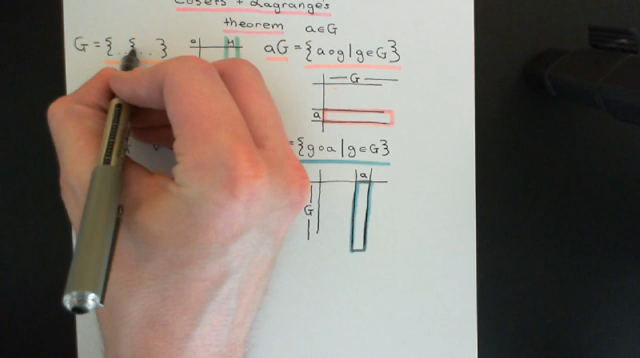 Cosets + Lagrange's
theorem a∈G
G = {..{...}
a H
aG = {a∘g|g∈G}
G
a
= {g∘a|g∈G}
a
G